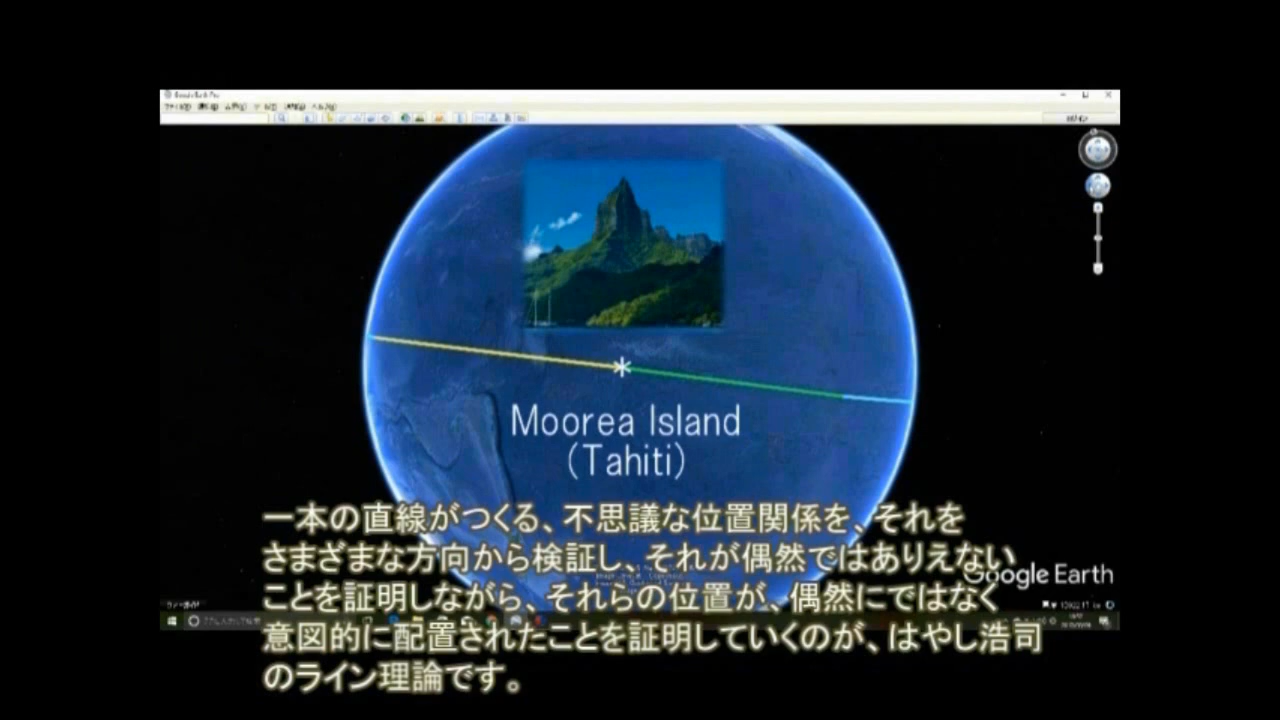 Google Earth Pro
Moorea Island
(Tahiti)
一本の直線がつくる、不思議な位置関係を、それを
さまざまな方向から検証し、それが偶然ではありえない
ことを証明しながら、それらの位置が、偶然にではなく
意図的に配置されたことを証明していくのが、はやし浩司
のライン理論です。
Google Earth